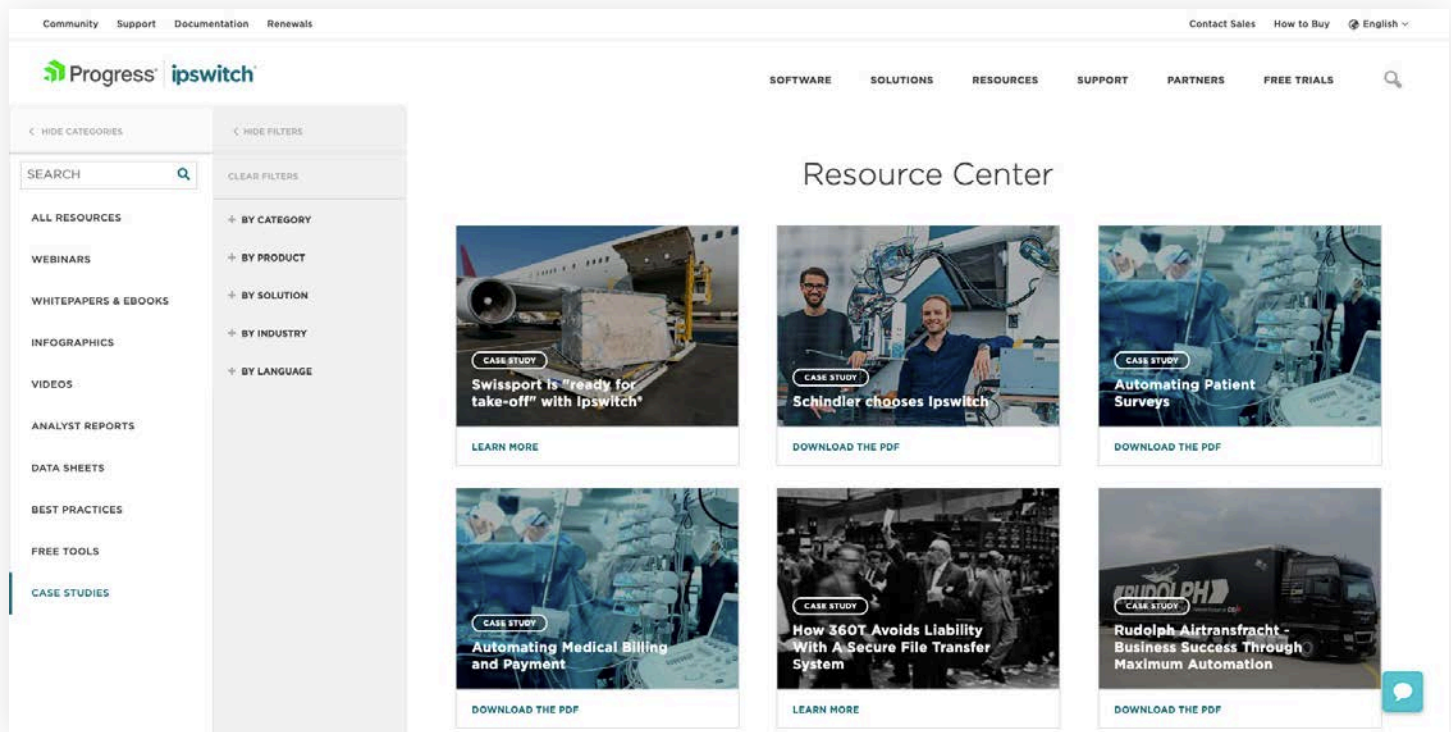 Community Support Documentation Renewals
Contact Sales How to Buy English
Progress ipswitch
SOFTWARE SOLUTIONS RESOURCES SUPPORT PARTNERS FREE TRIALS
< HIDE CATEGORIES
SEARCH
ALL RESOURCES
WEBINARS
WHITEPAPERS & EBOOKS
INFOGRAPHICS
VIDEOS
ANALYST REPORTS
DATA SHEETS
BEST PRACTICES
FREE TOOLS
CASE STUDIES
< HIDE FILTERS
CLEAR FILTERS
+ BY CATEGORY
+ BY PRODUCT
+ BY SOLUTION
+ BY INDUSTRY
+ BY LANGUAGE
Resource Center
CASE STUDY
Swissport is "ready for
take-off" with Ipswitch®
LEARN MORE
CASE STUDY
Schindler chooses Ipswitch
DOWNLOAD THE PDF
CASE STUDY
Automating Patient
Surveys
DOWNLOAD THE PDF
CASE STUDY
Automating Medical Billing
and Payment
DOWNLOAD THE PDF
CASE STUDY
How 360T Avoids Liability
With A Secure File Transfer
System
LEARN MORE
RUDOLPH
CASE STUDY
Rudolph Airtransfracht -
Business Success Through
Maximum Automation
DOWNLOAD THE PDF